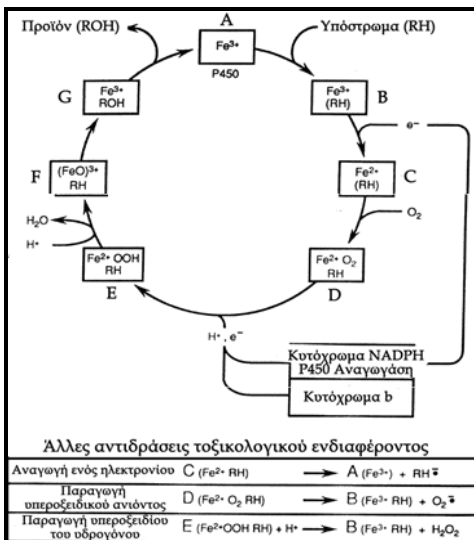 Προϊόν (ROH)
A
Fe³⁺
P450
Υπόστρωμα (RH)
G
Fe³⁺
ROH
Fe³⁺
(RH)
B
e⁻
F
(FeO)³⁺
RH
Fe²⁺
(RH)
C
H₂O
H⁺
O₂
Fe²⁺ OOH
RH
E
Fe²⁺ O₂
RH
D
H⁺, e⁻
Κυτόχρωμα NADPH
P450 Αναγωγάση
Κυτόχρωμα b
Άλλες αντιδράσεις τοξικολογικού ενδιαφέροντος
Αναγωγή ενός ηλεκτρονίου C (Fe²⁺ RH) → A (Fe³⁺) + RH•̄
Παραγωγή
υπεροξειδικού ανιόντος D (Fe²⁺ O₂ RH) → B (Fe³⁺ RH) + O₂•̄
Παραγωγή υπεροξειδίου
του υδρογόνου E (Fe²⁺OOH RH) + H⁺ → B (Fe³⁺ RH) + H₂O₂